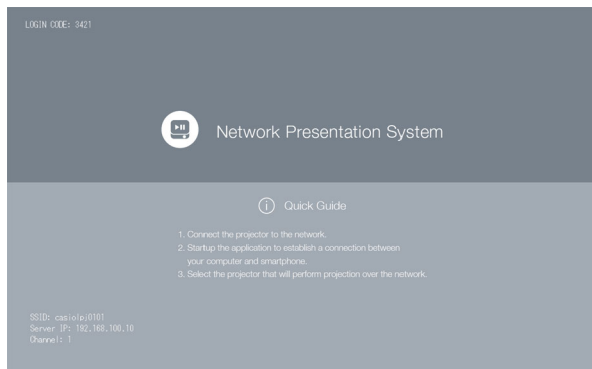 LOGIN CODE: 3421
Network Presentation System
Quick Guide
1. Connect the projector to the network.
2. Startup the application to establish a connection between
your computer and smartphone.
3. Select the projector that will perform projection over the network.
SSID: casiolpj0101
Server IP: 192.168.100.10
Channel: 1